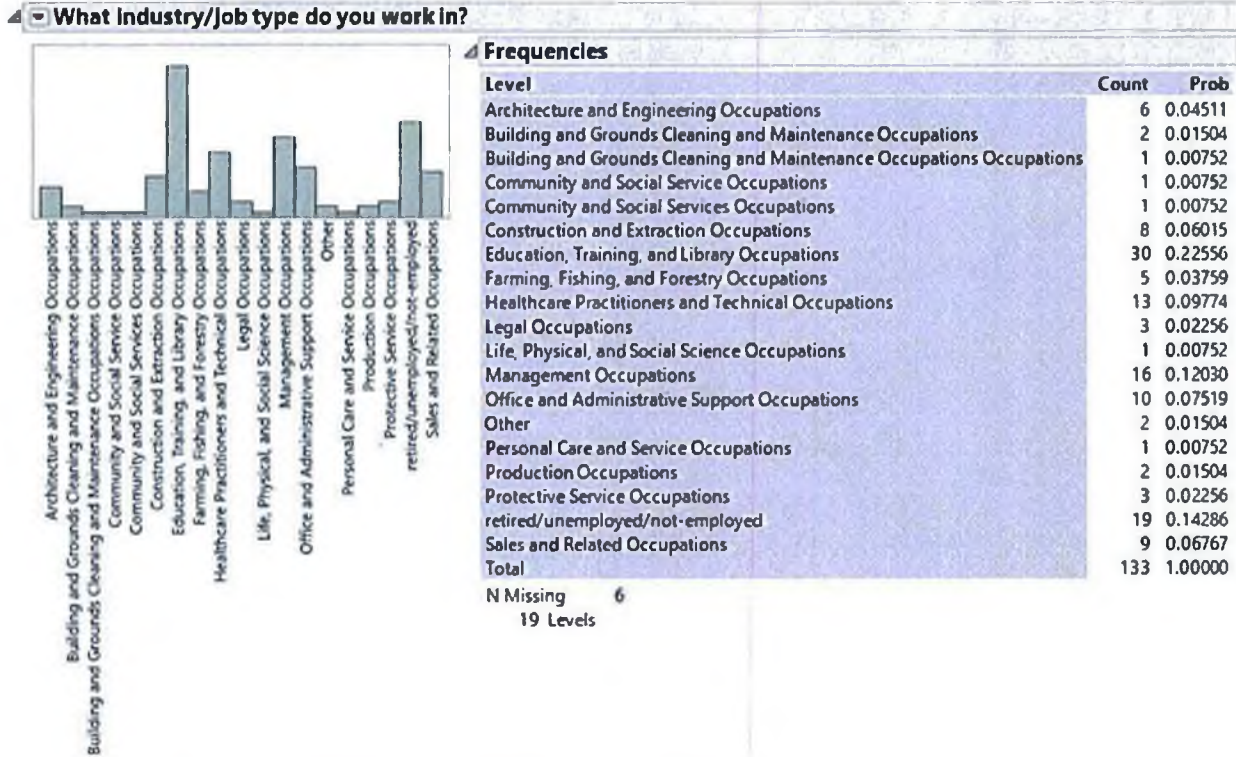 What Industry/Job type do you work in?
Architecture and Engineering Occupations
Building and Grounds Cleaning and Maintenance Occupations
Building and Grounds Cleaning and Maintenance Occupations Occupations
Community and Social Service Occupations
Community and Social Services Occupations
Construction and Extraction Occupations
Education, Training, and Library Occupations
Farming, Fishing, and Forestry Occupations
Healthcare Practitioners and Technical Occupations
Legal Occupations
Life, Physical, and Social Science Occupations
Management Occupations
Office and Administrative Support Occupations
Other
Personal Care and Service Occupations
Production Occupations
Protective Service Occupations
retired/unemployed/not-employed
Sales and Related Occupations
Frequencies
Level Count Prob
Architecture and Engineering Occupations 6 0.04511
Building and Grounds Cleaning and Maintenance Occupations 2 0.01504
Building and Grounds Cleaning and Maintenance Occupations Occupations 1 0.00752
Community and Social Service Occupations 1 0.00752
Community and Social Services Occupations 1 0.00752
Construction and Extraction Occupations 8 0.06015
Education, Training, and Library Occupations 30 0.22556
Farming, Fishing, and Forestry Occupations 5 0.03759
Healthcare Practitioners and Technical Occupations 13 0.09774
Legal Occupations 3 0.02256
Life, Physical, and Social Science Occupations 1 0.00752
Management Occupations 16 0.12030
Office and Administrative Support Occupations 10 0.07519
Other 2 0.01504
Personal Care and Service Occupations 1 0.00752
Production Occupations 2 0.01504
Protective Service Occupations 3 0.02256
retired/unemployed/not-employed 19 0.14286
Sales and Related Occupations 9 0.06767
Total 133 1.00000
N Missing 6
19 Levels